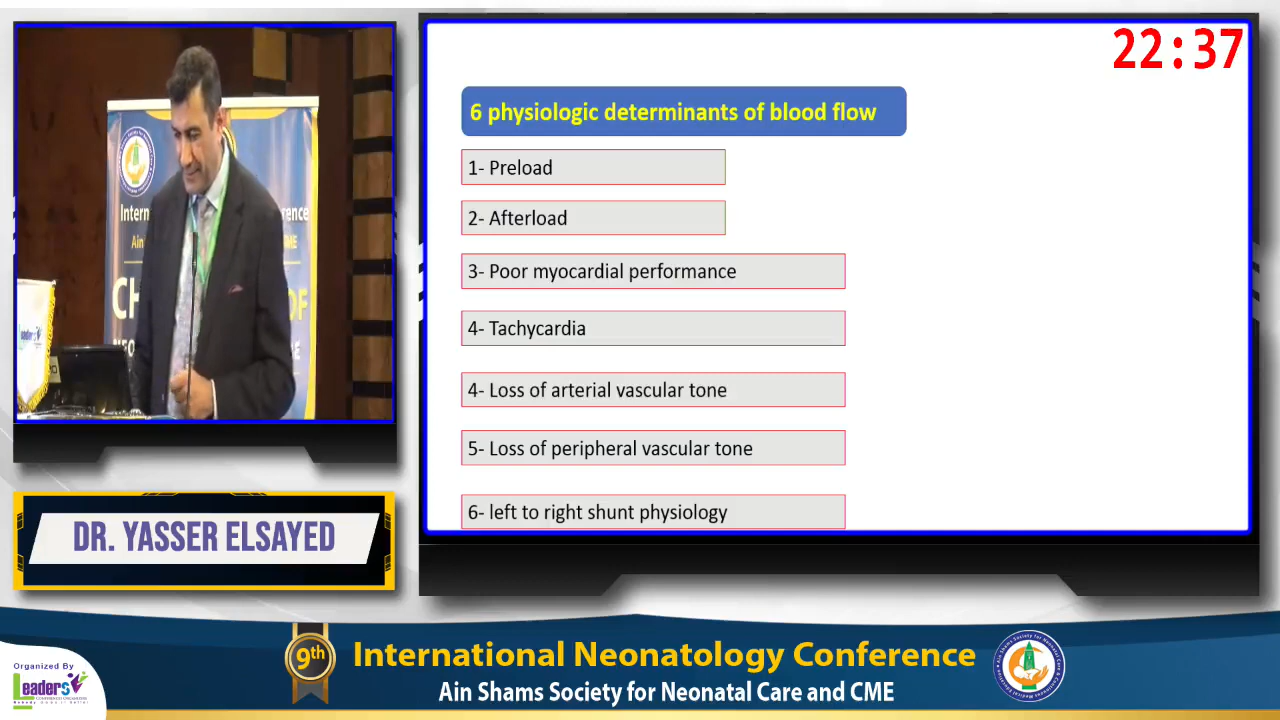 22:37
6 physiologic determinants of blood flow
1- Preload
2- Afterload
3- Poor myocardial performance
4- Tachycardia
4- Loss of arterial vascular tone
5- Loss of peripheral vascular tone
6- left to right shunt physiology
DR. YASSER ELSAYED
Organized By
Leaders
9th
International Neonatology Conference
Ain Shams Society for Neonatal Care and CME